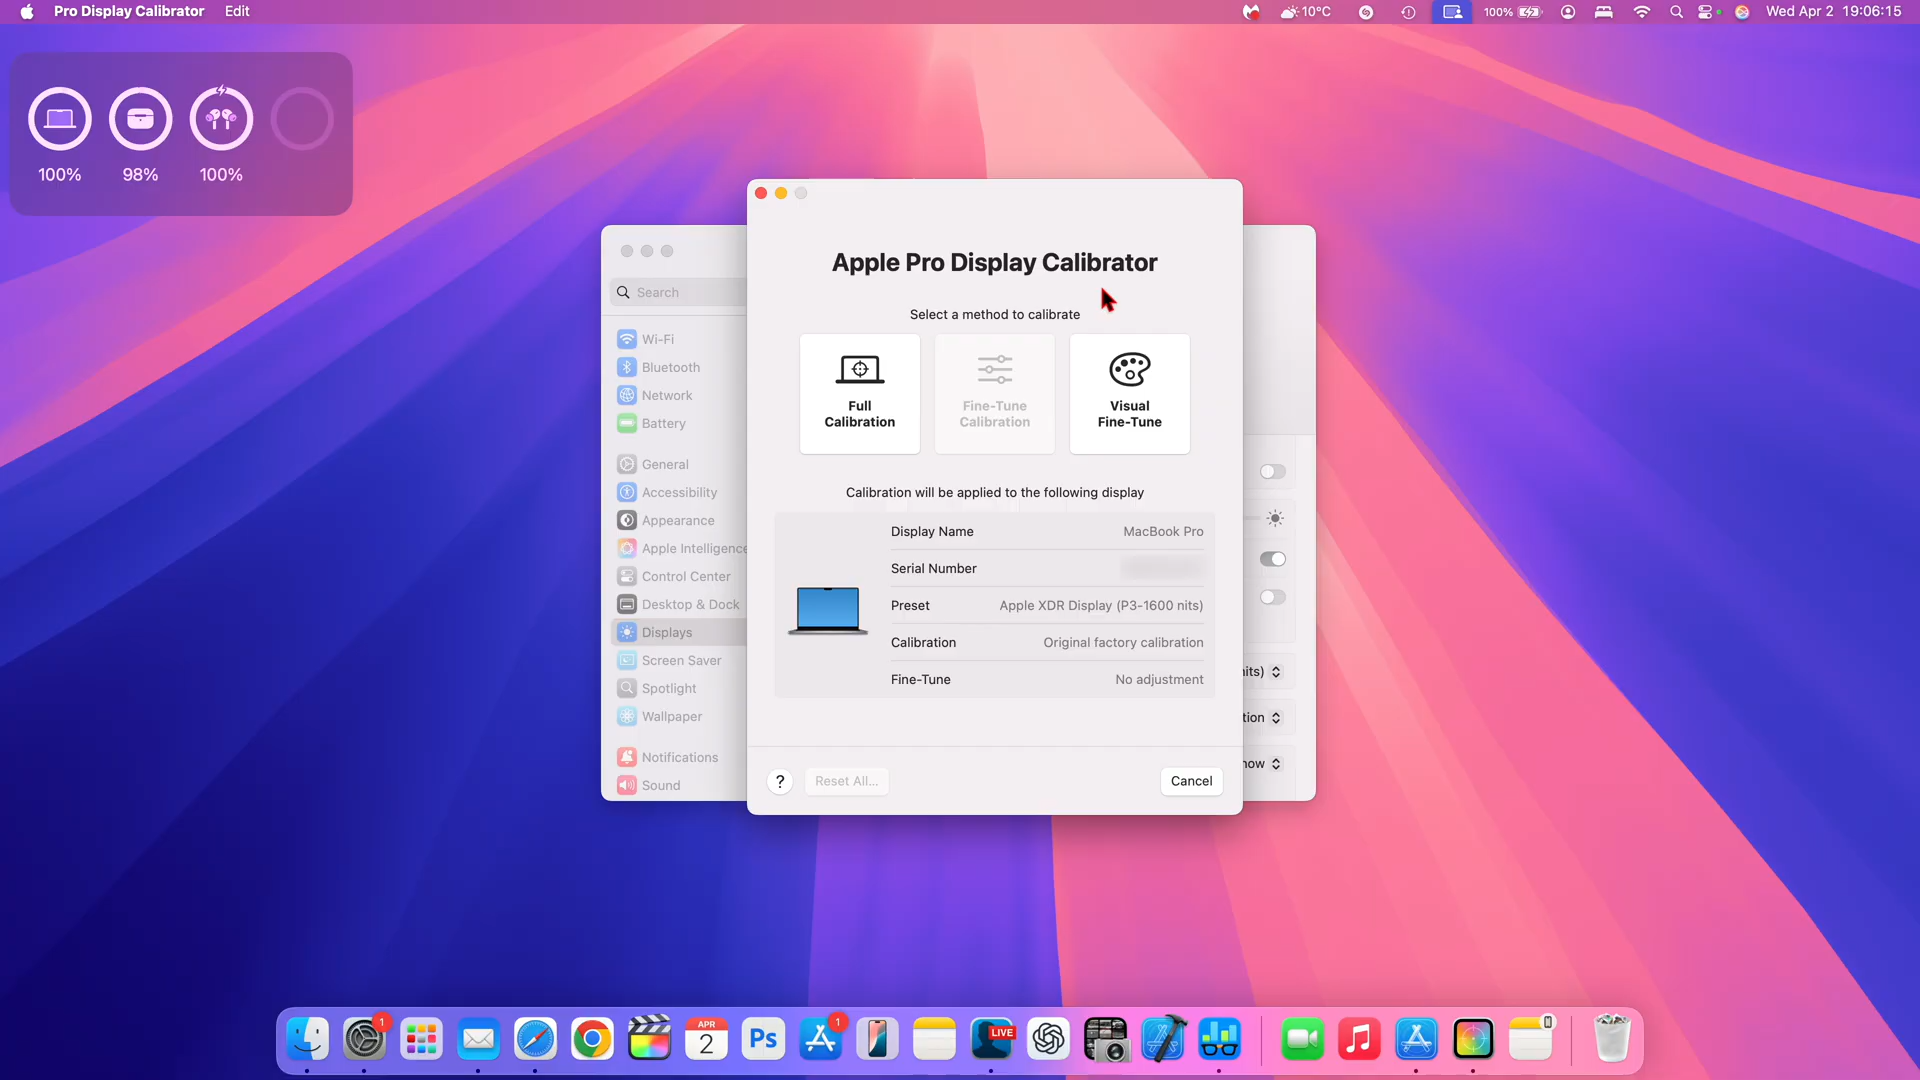 Pro Display Calibrator Edit
10°C 100% Wed Apr 2 19:06:15
100% 98% 100%
Search
Wi-Fi
Bluetooth
Network
Battery
General
Accessibility
Appearance
Apple Intelligence
Control Center
Desktop & Dock
Displays
Screen Saver
Spotlight
Wallpaper
Notifications
Sound
Apple Pro Display Calibrator
Select a method to calibrate
Full
Calibration
Fine-Tune
Calibration
Visual
Fine-Tune
Calibration will be applied to the following display
Display Name MacBook Pro
Serial Number
Preset Apple XDR Display (P3-1600 nits)
Calibration Original factory calibration
Fine-Tune No adjustment
? Reset All... Cancel
nits)
tion
now
1
APR
2
Ps
1
LIVE